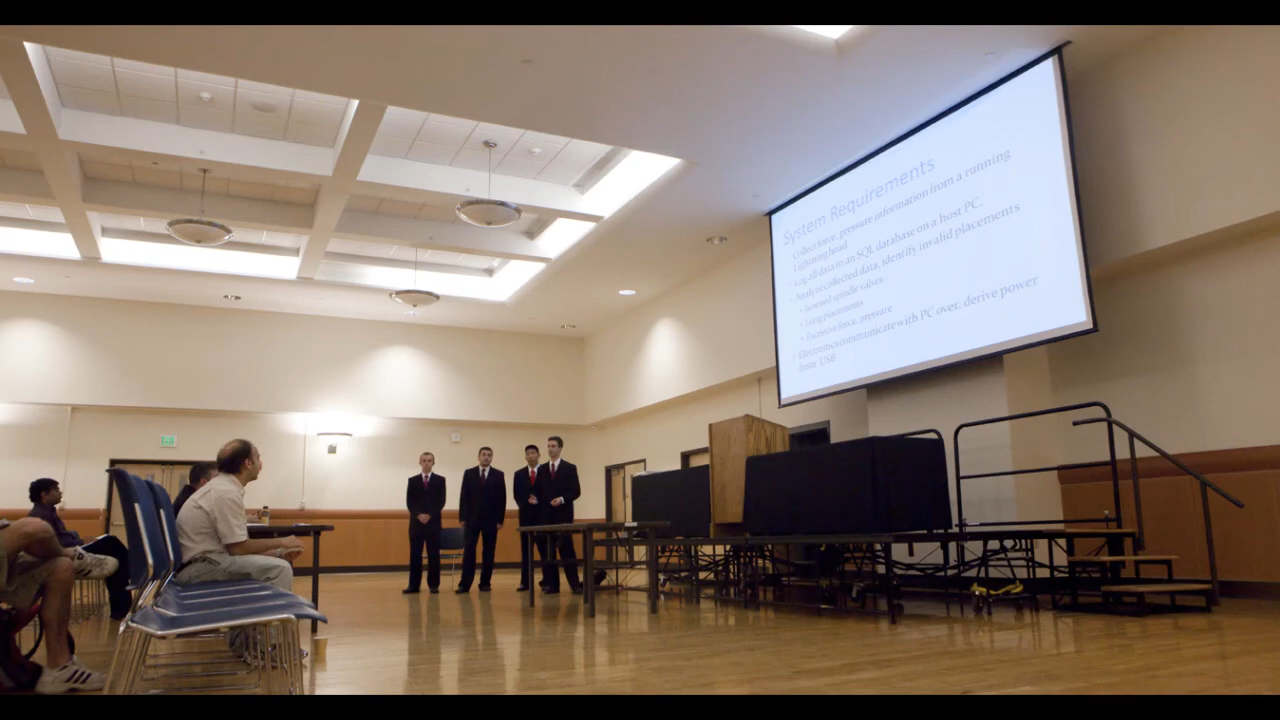 System Requirements
Collect force, pressure information from a running
Lightning head
Log all data to an SQL database on a host PC.
Analyze collected data, identify invalid placements
• Jammed spindle valves
• Long placements
• Excessive force, pressure
Electronics communicate with PC over, derive power
from USB